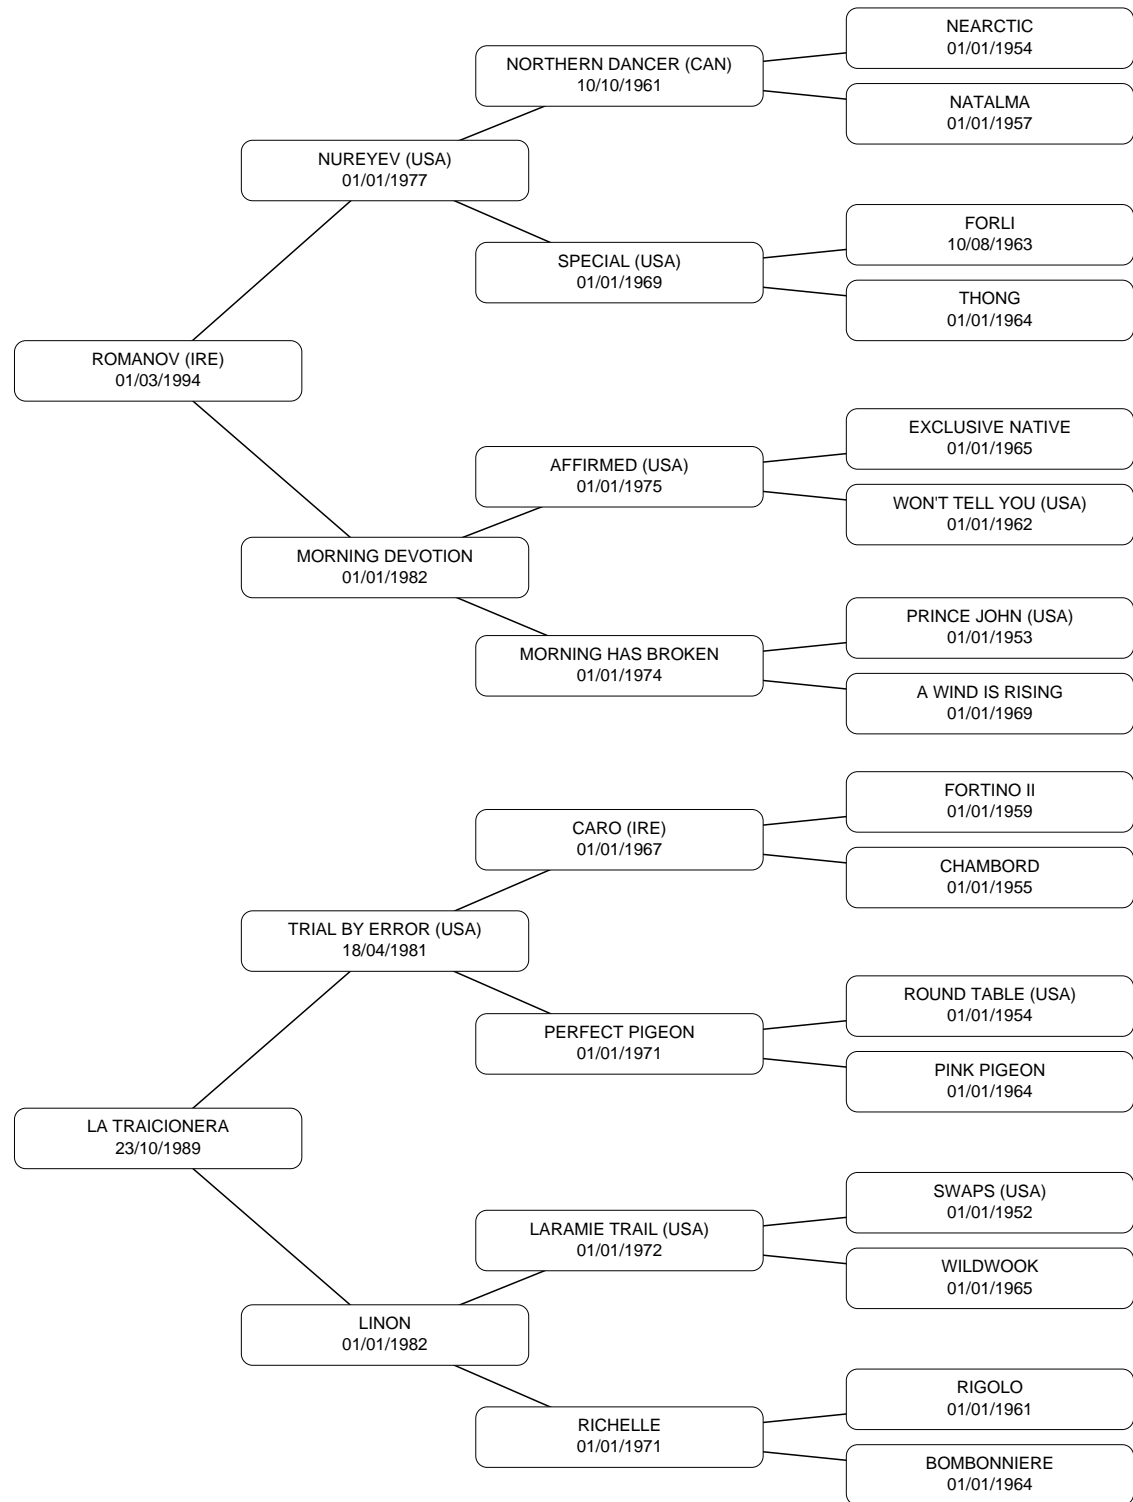 NEARCTIC
01/01/1954
NORTHERN DANCER (CAN)
10/10/1961
NATALMA
01/01/1957
NUREYEV (USA)
01/01/1977
FORLI
10/08/1963
SPECIAL (USA)
01/01/1969
THONG
01/01/1964
ROMANOV (IRE)
01/03/1994
EXCLUSIVE NATIVE
01/01/1965
AFFIRMED (USA)
01/01/1975
WON'T TELL YOU (USA)
01/01/1962
MORNING DEVOTION
01/01/1982
PRINCE JOHN (USA)
01/01/1953
MORNING HAS BROKEN
01/01/1974
A WIND IS RISING
01/01/1969
FORTINO II
01/01/1959
CARO (IRE)
01/01/1967
CHAMBORD
01/01/1955
TRIAL BY ERROR (USA)
18/04/1981
ROUND TABLE (USA)
01/01/1954
PERFECT PIGEON
01/01/1971
PINK PIGEON
01/01/1964
LA TRAICIONERA
23/10/1989
SWAPS (USA)
01/01/1952
LARAMIE TRAIL (USA)
01/01/1972
WILDWOOK
01/01/1965
LINON
01/01/1982
RIGOLO
01/01/1961
RICHELLE
01/01/1971
BOMBONNIERE
01/01/1964